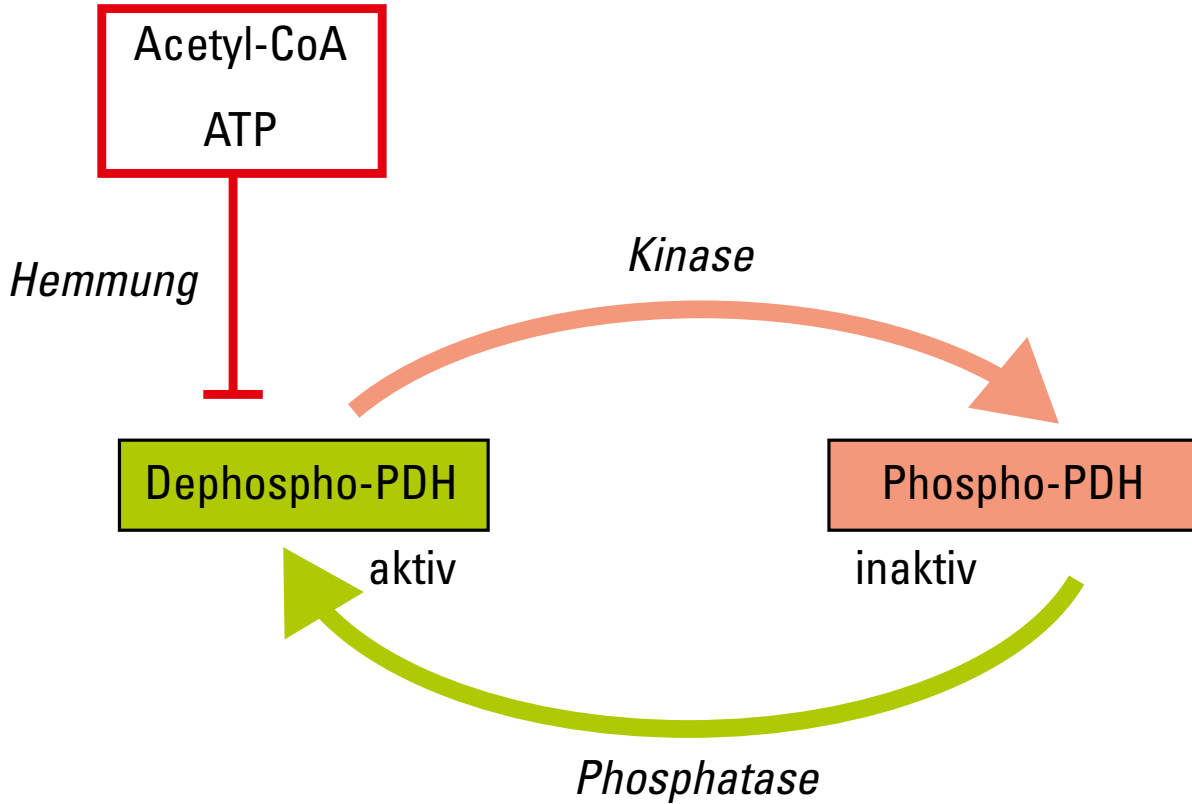 Acetyl-CoA
ATP
Hemmung
Kinase
Dephospho-PDH
Phospho-PDH
aktiv
inaktiv
Phosphatase